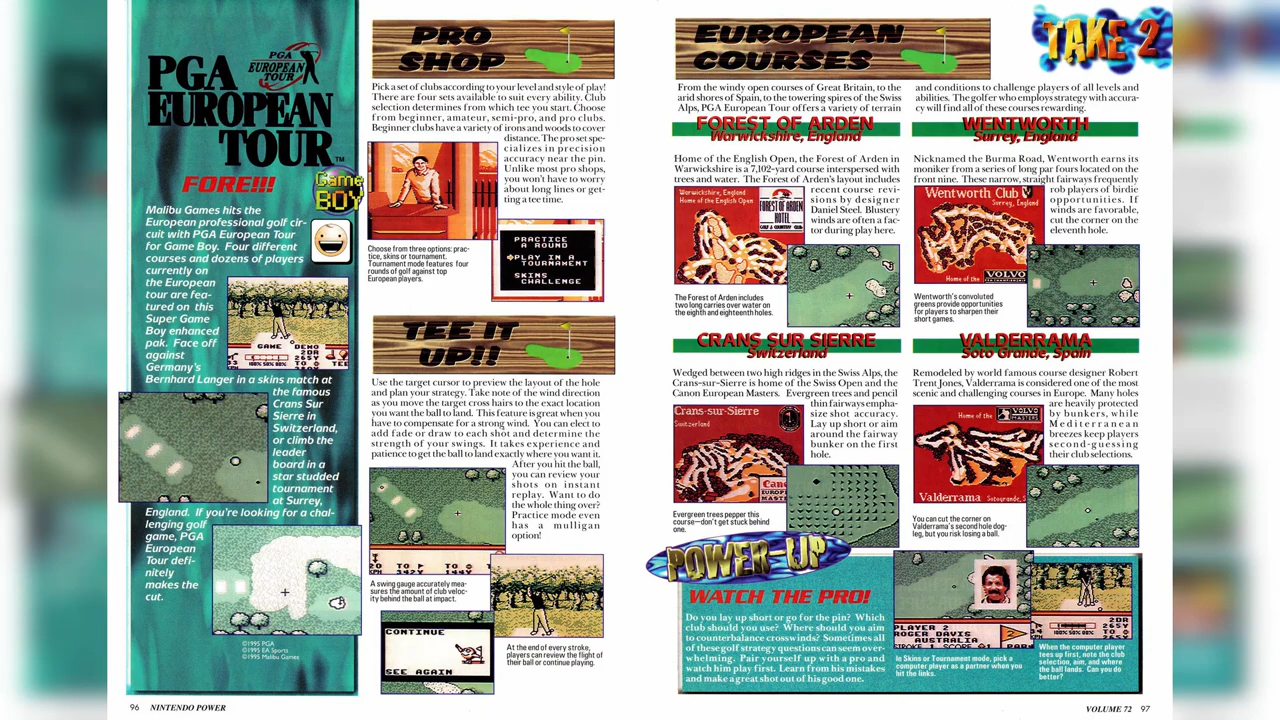 PGA
EUROPEAN
TOUR™
PGA
EUROPEAN
TOUR
FORE!!!
Game
BOY
Malibu Games hits the
European professional golf cir-
cuit with PGA European Tour
for Game Boy. Four different
courses and dozens of players
currently on
the European
tour are fea-
tured on this
Super Game
Boy enhanced
pak. Face off
against
Germany's
Bernhard Langer in a skins match at
the famous
Crans Sur
Sierre in
Switzerland,
or climb the
leader
board in a
star studded
tournament
at Surrey,
England. If you're looking for a chal-
lenging golf
game, PGA
European
Tour defi-
nitely
makes the
cut.
GAME DEMO
2DR
265Y
100% 50% 80%
TO
TEE
©1995 PGA
©1995 EA Sports
©1995 Malibu Games
PRO
SHOP
Pick a set of clubs according to your level and style of play!
There are four sets available to suit every ability. Club
selection determines from which tee you start. Choose
from beginner, amateur, semi-pro, and pro clubs.
Beginner clubs have a variety of irons and woods to cover
distance. The pro set spe-
cializes in precision
accuracy near the pin.
Unlike most pro shops,
you won't have to worry
about long lines or get-
ting a tee time.
Choose from three options: prac-
tice, skins or tournament.
Tournament mode features four
rounds of golf against top
European players.
PRACTICE
A ROUND
PLAY IN A
TOURNAMENT
SKINS
CHALLENGE
TEE IT
UP!!
Use the target cursor to preview the layout of the hole
and plan your strategy. Take note of the wind direction
as you move the target cross hairs to the exact location
you want the ball to land. This feature is great when you
have to compensate for a strong wind. You can elect to
add fade or draw to each shot and determine the
strength of your swings. It takes experience and
patience to get the ball to land exactly where you want it.
After you hit the ball,
you can review your
shots on instant
replay. Want to do
the whole thing over?
Practice mode even
has a mulligan
option!
A swing gauge accurately mea-
sures the amount of club veloc-
ity behind the ball at impact.
CONTINUE
SEE AGAIN
At the end of every stroke,
players can review the flight of
their ball or continue playing.
96 NINTENDO POWER
EUROPEAN
COURSES
TAKE 2
From the windy open courses of Great Britain, to the
arid shores of Spain, to the towering spires of the Swiss
Alps, PGA European Tour offers a variety of terrain
and conditions to challenge players of all levels and
abilities. The golfer who employs strategy with accura-
cy will find all of these courses rewarding.
FOREST OF ARDEN
Warwickshire, England
Home of the English Open, the Forest of Arden in
Warwickshire is a 7,102-yard course interspersed with
trees and water. The Forest of Arden's layout includes
recent course revi-
sions by designer
Daniel Steel. Blustery
winds are often a fac-
tor during play here.
Warwickshire, England
Home of the English Open
FOREST OF ARDEN
HOTEL
GOLF & COUNTRY CLUB
The Forest of Arden includes
two long carries over water on
the eighth and eighteenth holes.
WENTWORTH
Surrey, England
Nicknamed the Burma Road, Wentworth earns its
moniker from a series of long par fours located on the
front nine. These narrow, straight fairways frequently
rob players of birdie
opportunities. If
winds are favorable,
cut the corner on the
eleventh hole.
Wentworth Club
Surrey, England
Home of the
VOLVO
Wentworth's convoluted
greens provide opportunities
for players to sharpen their
short games.
CRANS SUR SIERRE
Switzerland
Wedged between two high ridges in the Swiss Alps, the
Crans-sur-Sierre is home of the Swiss Open and the
Canon European Masters. Evergreen trees and pencil
thin fairways empha-
size shot accuracy.
Lay up short or aim
around the fairway
bunker on the first
hole.
Crans-sur-Sierre
Switzerland
Evergreen trees pepper this
course—don't get stuck behind
one.
VALDERRAMA
Soto Grande, Spain
Remodeled by world famous course designer Robert
Trent Jones, Valderrama is considered one of the most
scenic and challenging courses in Europe. Many holes
are heavily protected
by bunkers, while
Mediterranean
breezes keep players
second-guessing
their club selections.
Home of the
VOLVO
MASTERS
Valderrama
You can cut the corner on
Valderrama's second hole dog-
leg, but you risk losing a ball.
POWER-UP
WATCH THE PRO!
Do you lay up short or go for the pin? Which
club should you use? Where should you aim
to counterbalance crosswinds? Sometimes all
of these golf strategy questions can seem over-
whelming. Pair yourself up with a pro and
watch him play first. Learn from his mistakes
and make a great shot out of his good one.
PLAYER 2
ROGER DAVIS
AUSTRALIA
In Skins or Tournament mode, pick a
computer player as a partner when you
hit the links.
2DR
265Y
100% 50% 80%
When the computer player
tees up first, note the club
selection, aim, and where
the ball lands. Can you do
better?
VOLUME 72 97